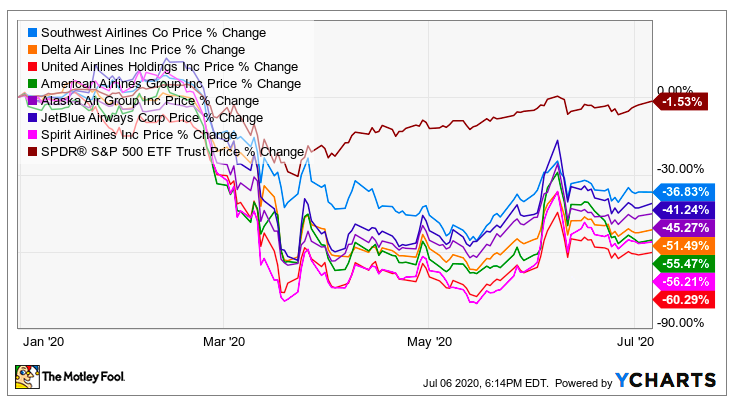 Southwest Airlines Co Price % Change
Delta Air Lines Inc Price % Change
United Airlines Holdings Inc Price % Change
American Airlines Group Inc Price % Change
Alaska Air Group Inc Price % Change
JetBlue Airways Corp Price % Change
Spirit Airlines Inc Price % Change
SPDR® S&P 500 ETF Trust Price % Change
0.00%
-1.53%
-30.00%
-36.83%
-41.24%
-45.27%
-51.49%
-55.47%
-56.21%
-60.29%
-90.00%
Jan '20 Mar '20 May '20 Jul '20
The Motley Fool.
Jul 06 2020, 6:14PM EDT. Powered by YCHARTS